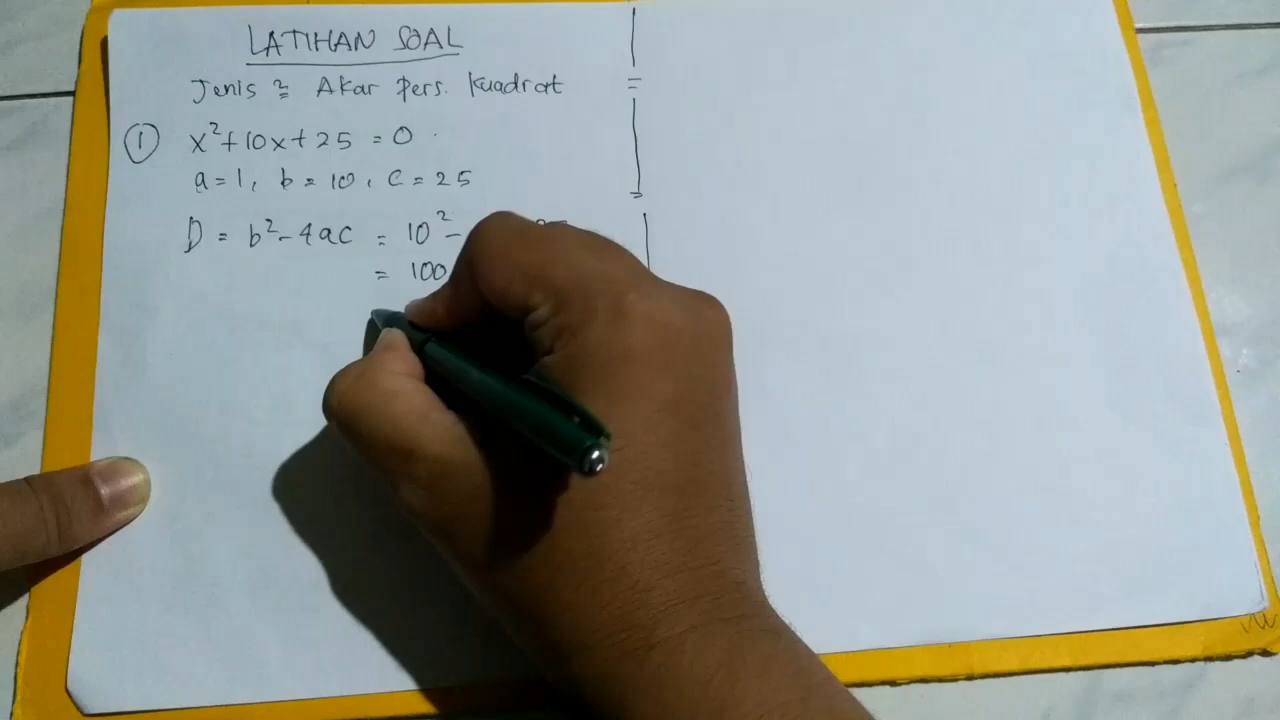 LATIHAN SOAL
Jenis ² Akar Pers. Kuadrat
① x²+10x+25 = 0
a=1, b=10, c=25
D = b²-4ac = 10²-
= 100